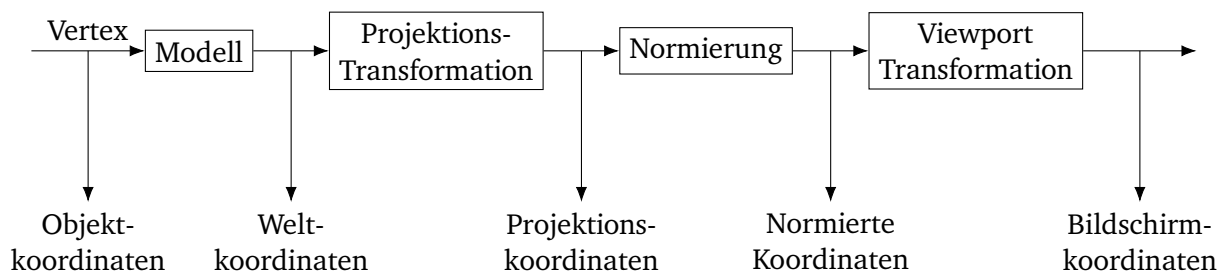 Vertex
Modell
Projektions-
Transformation
Normierung
Viewport
Transformation
Objekt-
koordinaten
Welt-
koordinaten
Projektions-
koordinaten
Normierte
Koordinaten
Bildschirm-
koordinaten